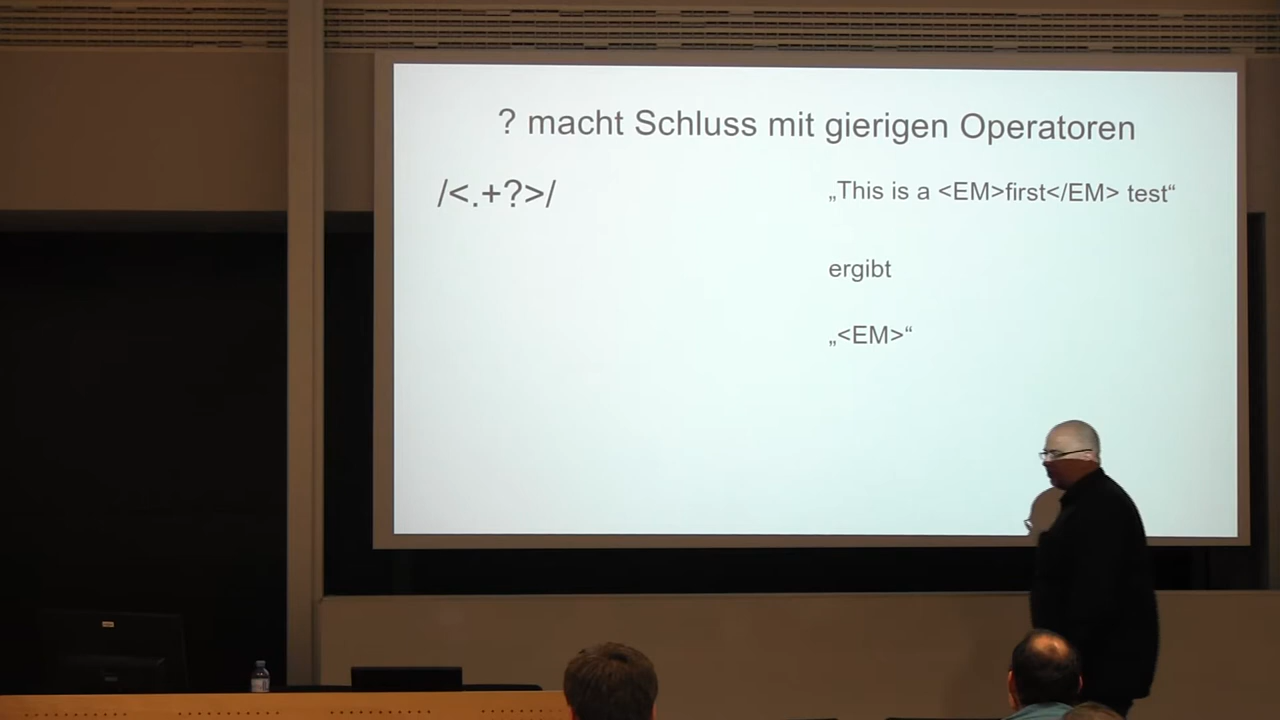 ? macht Schluss mit gierigen Operatoren
/<.+?>/
„This is a <EM>first</EM> test“
ergibt
„<EM>“